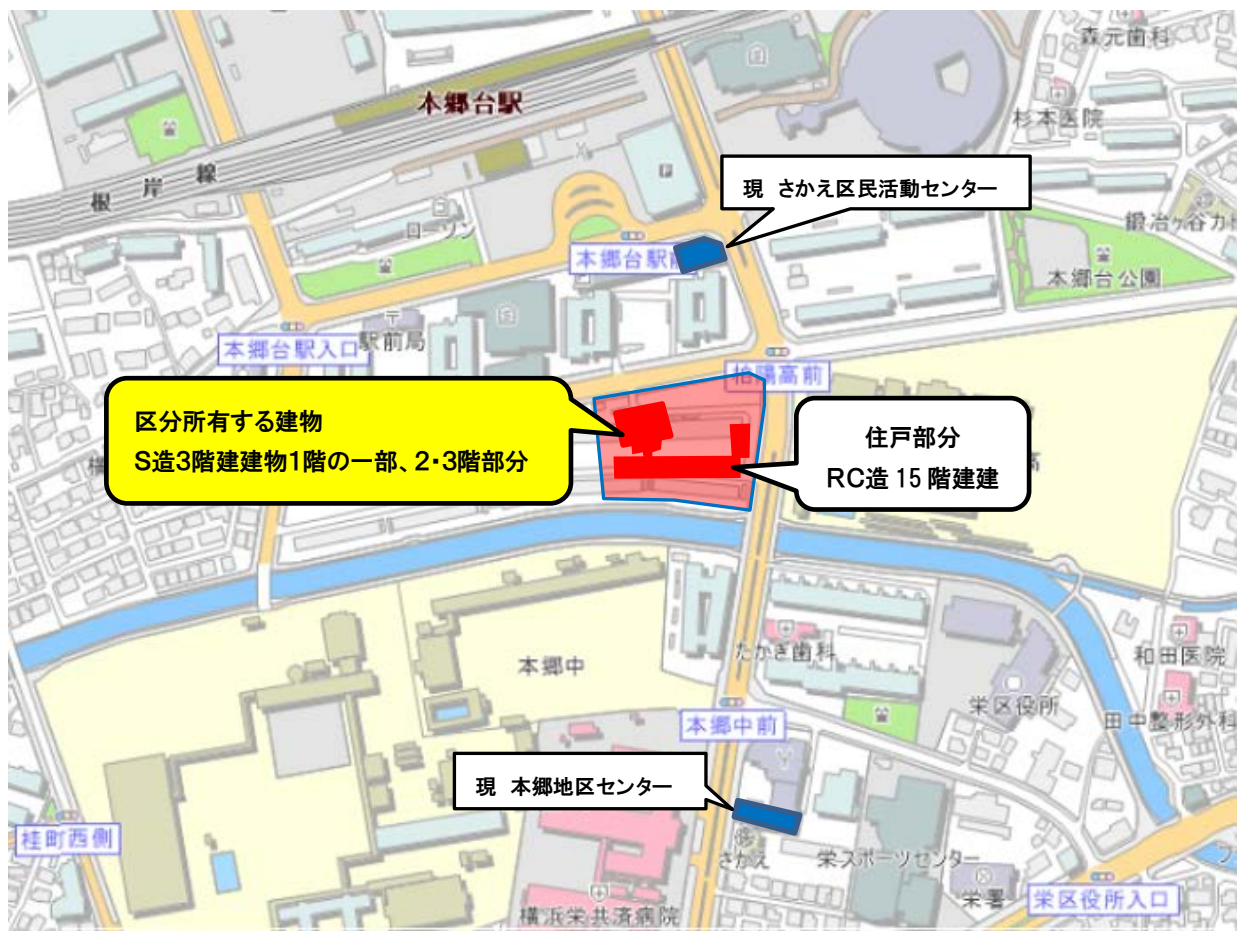 森元歯科
本郷台駅
杉本医院
根岸線
現 さかえ区民活動センター
ローソン
鍛冶ヶ谷カト
本郷台駅前
本郷台公園
駅前局
本郷台駅入口
柏陽高前
区分所有する建物
S造3階建建物1階の一部、2・3階部分
住戸部分
RC造15階建建
高
本郷中
たかぎ歯科
和田医院
栄区役所
田中整形外科
本郷中前
現 本郷地区センター
桂町西側
さかえ
栄スポーツセンター
栄署
栄区役所入口
横浜栄共済病院